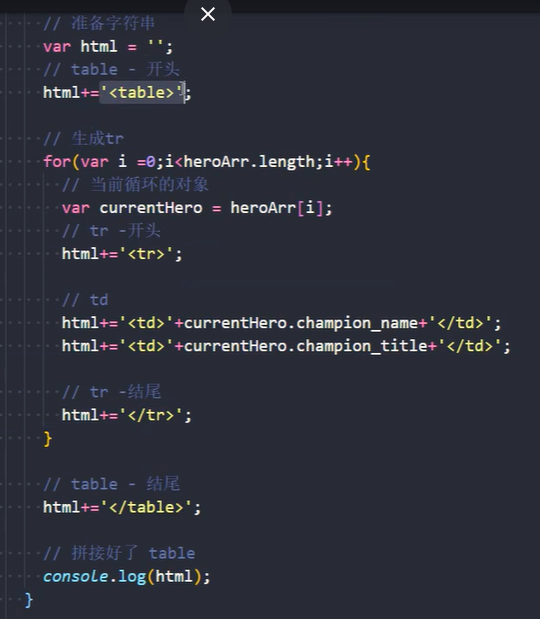 // 准备字符串
var html = '';
// table - 开头
html+='<table>';
// 生成tr
for(var i =0;i<heroArr.length;i++){
// 当前循环的对象
var currentHero = heroArr[i];
// tr -开头
html+='<tr>';
// td
html+='<td>'+currentHero.champion_name+'</td>';
html+='<td>'+currentHero.champion_title+'</td>';
// tr -结尾
html+='</tr>';
}
// table - 结尾
html+='</table>';
// 拼接好了 table
console.log(html);
}